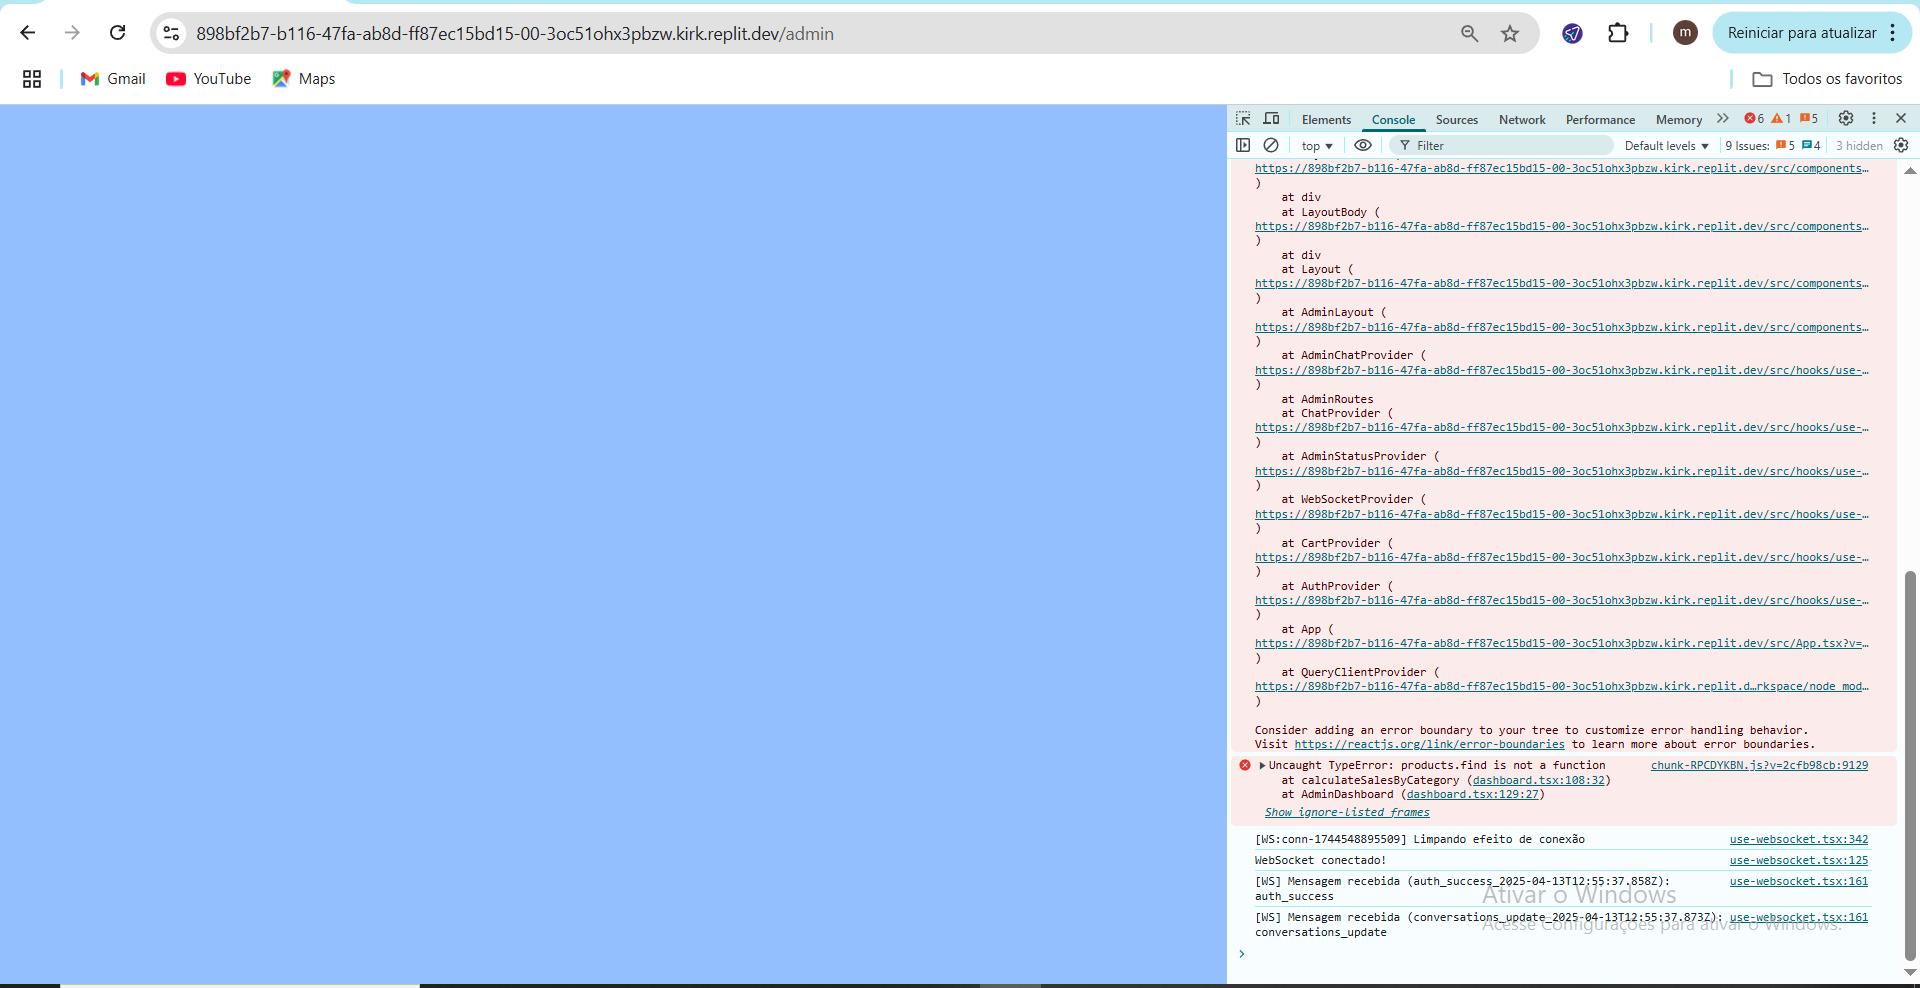 898bf2b7-b116-47fa-ab8d-ff87ec15bd15-00-3oc51ohx3pbzw.kirk.replit.dev/admin
m
Reiniciar para atualizar
Gmail
YouTube
Maps
Todos os favoritos
Elements
Console
Sources
Network
Performance
Memory
6
1
5
top
Filter
Default levels
9 Issues:
5
4
3 hidden
https://898bf2b7-b116-47fa-ab8d-ff87ec15bd15-00-3oc51ohx3pbzw.kirk.replit.dev/src/components…
)
at div
at LayoutBody (
https://898bf2b7-b116-47fa-ab8d-ff87ec15bd15-00-3oc51ohx3pbzw.kirk.replit.dev/src/components…
)
at div
at Layout (
https://898bf2b7-b116-47fa-ab8d-ff87ec15bd15-00-3oc51ohx3pbzw.kirk.replit.dev/src/components…
)
at AdminLayout (
https://898bf2b7-b116-47fa-ab8d-ff87ec15bd15-00-3oc51ohx3pbzw.kirk.replit.dev/src/components…
)
at AdminChatProvider (
https://898bf2b7-b116-47fa-ab8d-ff87ec15bd15-00-3oc51ohx3pbzw.kirk.replit.dev/src/hooks/use-…
)
at AdminRoutes
at ChatProvider (
https://898bf2b7-b116-47fa-ab8d-ff87ec15bd15-00-3oc51ohx3pbzw.kirk.replit.dev/src/hooks/use-…
)
at AdminStatusProvider (
https://898bf2b7-b116-47fa-ab8d-ff87ec15bd15-00-3oc51ohx3pbzw.kirk.replit.dev/src/hooks/use-…
)
at WebSocketProvider (
https://898bf2b7-b116-47fa-ab8d-ff87ec15bd15-00-3oc51ohx3pbzw.kirk.replit.dev/src/hooks/use-…
)
at CartProvider (
https://898bf2b7-b116-47fa-ab8d-ff87ec15bd15-00-3oc51ohx3pbzw.kirk.replit.dev/src/hooks/use-…
)
at AuthProvider (
https://898bf2b7-b116-47fa-ab8d-ff87ec15bd15-00-3oc51ohx3pbzw.kirk.replit.dev/src/hooks/use-…
)
at App (
https://898bf2b7-b116-47fa-ab8d-ff87ec15bd15-00-3oc51ohx3pbzw.kirk.replit.dev/src/App.tsx?v=…
)
at QueryClientProvider (
https://898bf2b7-b116-47fa-ab8d-ff87ec15bd15-00-3oc51ohx3pbzw.kirk.replit.d…rkspace/node_mod…
)
Consider adding an error boundary to your tree to customize error handling behavior.
Visit https://reactjs.org/link/error-boundaries to learn more about error boundaries.
Uncaught TypeError: products.find is not a function chunk-RPCDYKBN.js?v=2cfb98cb:9129
at calculateSalesByCategory (dashboard.tsx:108:32)
at AdminDashboard (dashboard.tsx:129:27)
Show ignore-listed frames
[WS:conn-1744548895509] Limpando efeito de conexão use-websocket.tsx:342
WebSocket conectado! use-websocket.tsx:125
[WS] Mensagem recebida (auth_success_2025-04-13T12:55:37.858Z): use-websocket.tsx:161
auth_success
Ativar o Windows
[WS] Mensagem recebida (conversations_update_2025-04-13T12:55:37.873Z): use-websocket.tsx:161
Acesse Configurações para ativar o Windows.
conversations_update